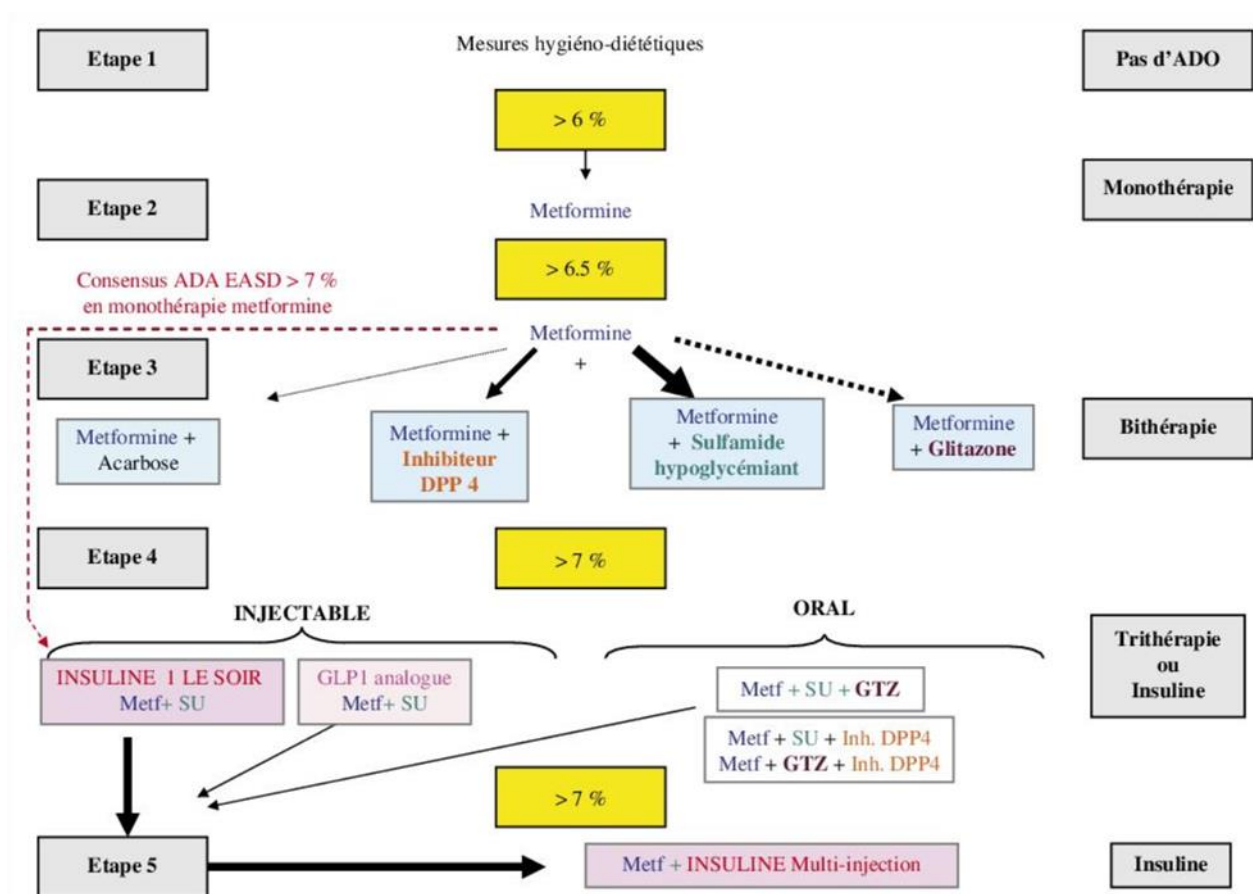 Etape 1
Mesures hygiéno-diététiques
Pas d'ADO
> 6 %
Monothérapie
Etape 2
Metformine
> 6.5 %
Consensus ADA EASD > 7 %
en monothérapie metformine
Metformine
+
Etape 3
Metformine +
Acarbose
Metformine +
Inhibiteur
DPP 4
Metformine
+ Sulfamide
hypoglycémiant
Metformine
+ Glitazone
Bithérapie
Etape 4
> 7 %
INJECTABLE
ORAL
Trithérapie
ou
Insuline
INSULINE 1 LE SOIR
Metf+ SU
GLP1 analogue
Metf+ SU
Metf + SU + GTZ
Metf + SU + Inh. DPP4
Metf + GTZ + Inh. DPP4
> 7 %
Etape 5
Metf + INSULINE Multi-injection
Insuline